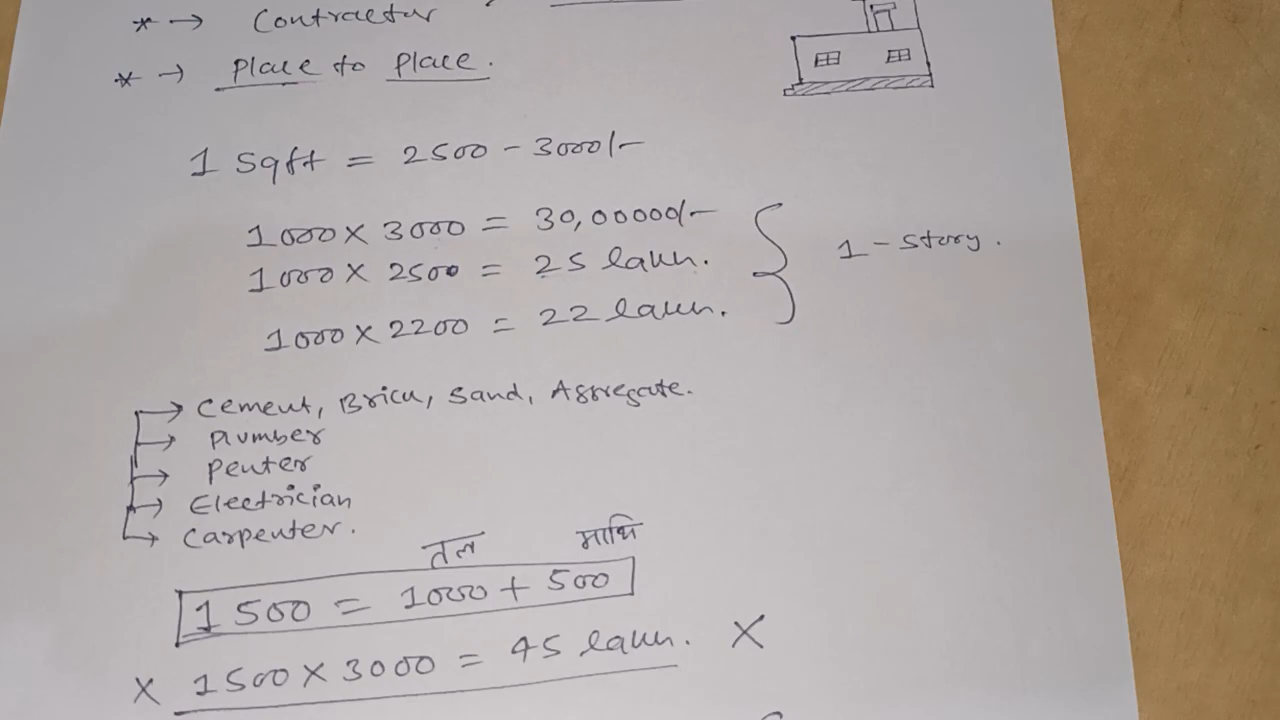 * → Contractor
* → Place to Place.
1 Sqft = 2500 - 3000/-
1000 X 3000 = 30,00000/-
1000 X 2500 = 25 lakh.
1000 X 2200 = 22 lakh.
1 - story.
→ Cement, Brick, Sand, Aggregate.
→ Plumber
→ Penter
→ Electrician
→ Carpenter.
तल माथि
1500 = 1000 + 500
X 1500 X 3000 = 45 lakh. X